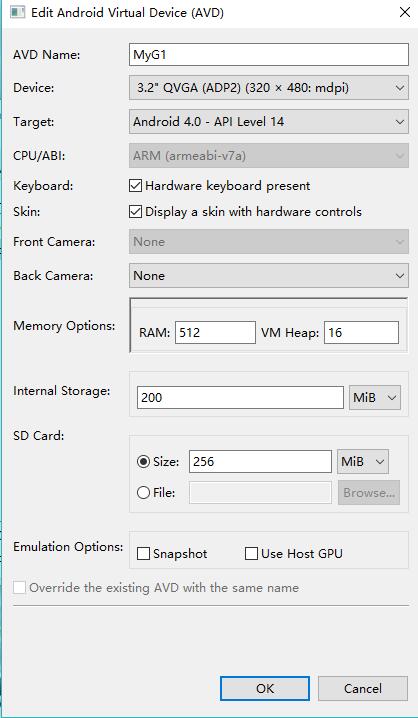 Edit Android Virtual Device (AVD)
AVD Name: MyG1
Device: 3.2" QVGA (ADP2) (320 × 480: mdpi)
Target: Android 4.0 - API Level 14
CPU/ABI: ARM (armeabi-v7a)
Keyboard: Hardware keyboard present
Skin: Display a skin with hardware controls
Front Camera: None
Back Camera: None
Memory Options: RAM: 512 VM Heap: 16
Internal Storage: 200 MiB
SD Card:
Size: 256 MiB
File: Browse...
Emulation Options: Snapshot Use Host GPU
Override the existing AVD with the same name
OK Cancel